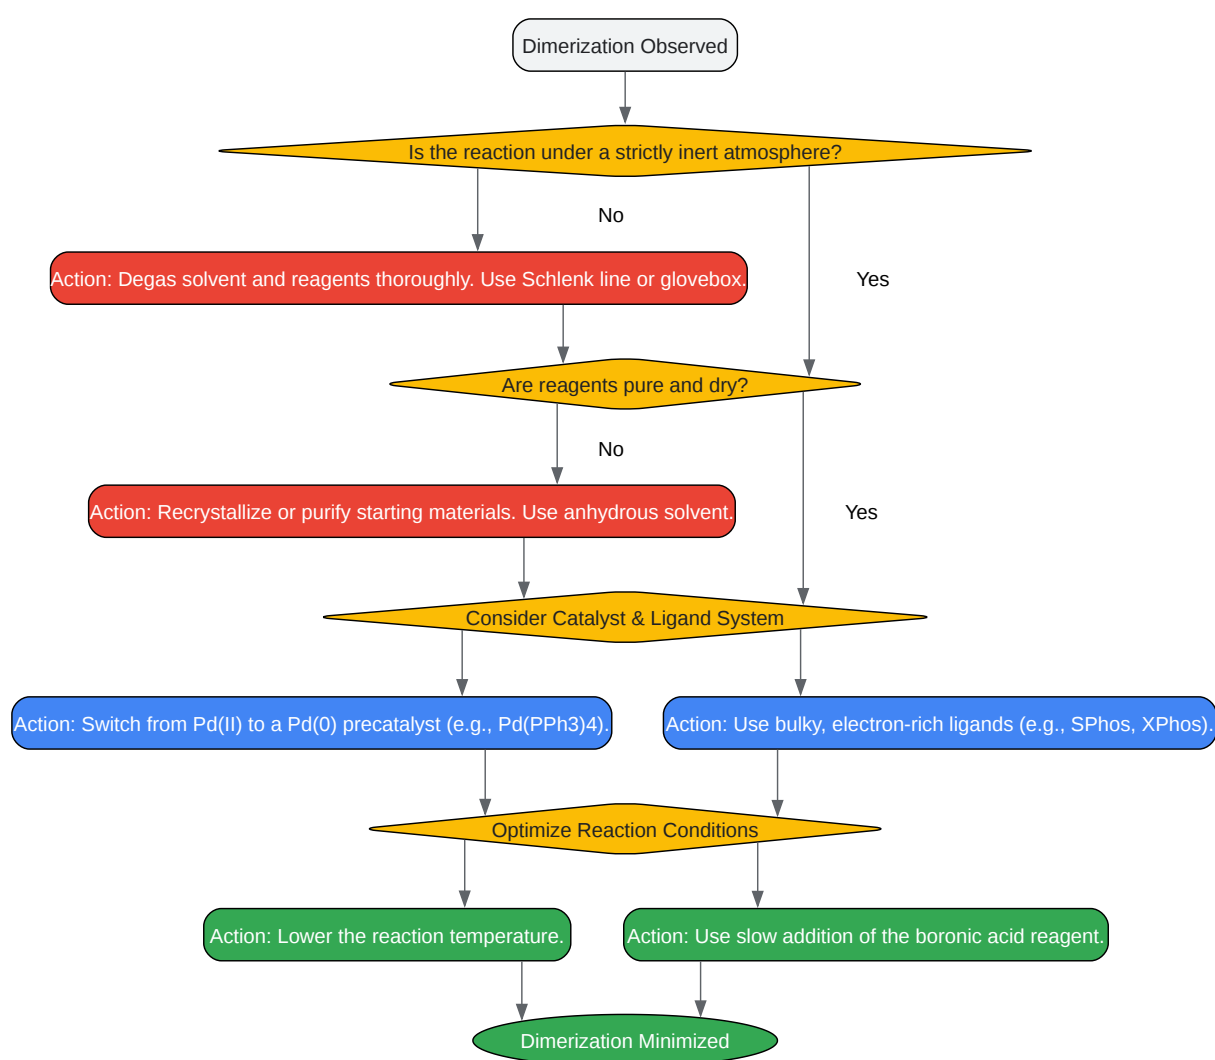 Dimerization Observed
Is the reaction under a strictly inert atmosphere?
No
Action: Degas solvent and reagents thoroughly. Use Schlenk line or glovebox.
Yes
Are reagents pure and dry?
No
Action: Recrystallize or purify starting materials. Use anhydrous solvent.
Yes
Consider Catalyst & Ligand System
Action: Switch from Pd(II) to a Pd(0) precatalyst (e.g., Pd(PPh3)4).
Action: Use bulky, electron-rich ligands (e.g., SPhos, XPhos).
Optimize Reaction Conditions
Action: Lower the reaction temperature.
Action: Use slow addition of the boronic acid reagent.
Dimerization Minimized